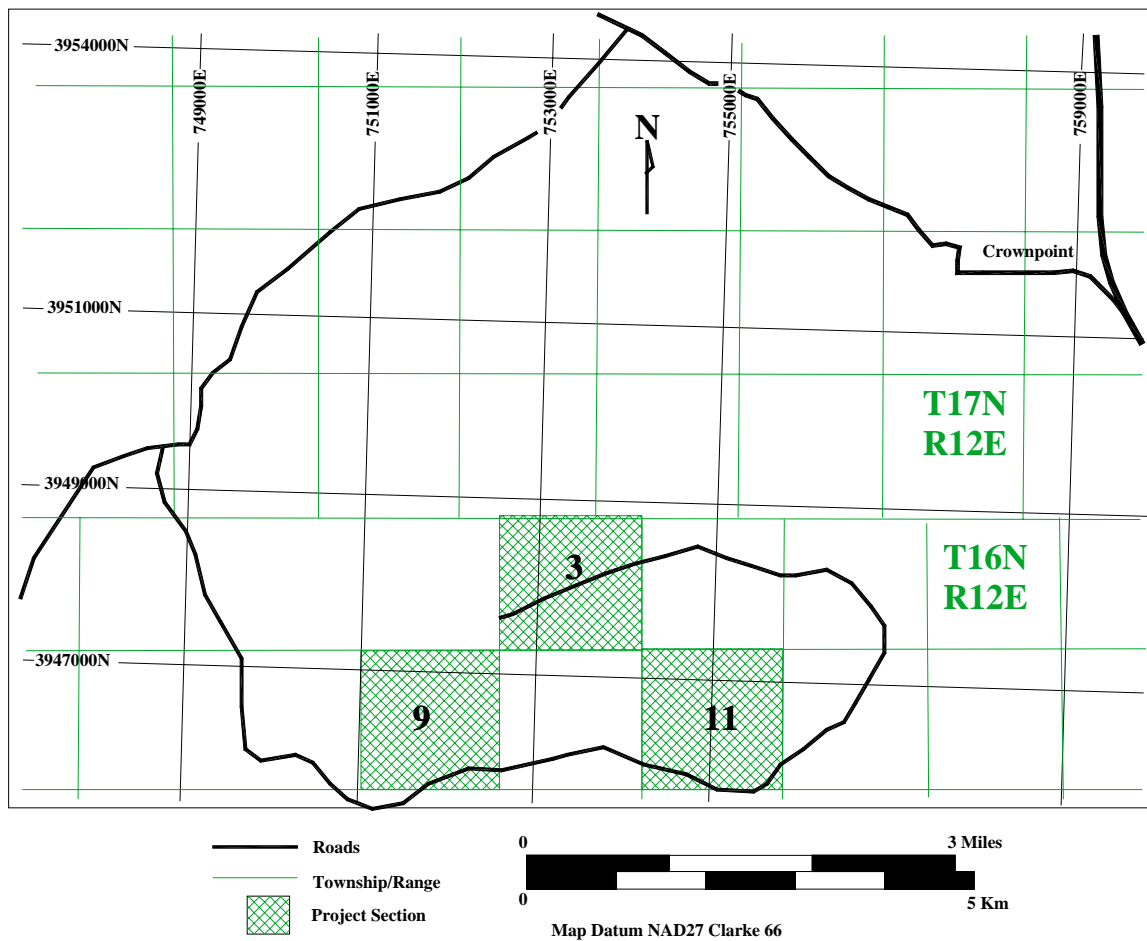 3954000N
749000E
751000E
753000E
755000E
759000E
N
Crownpoint
3951000N
T17N
R12E
3949000N
3
T16N
R12E
3947000N
9
11
0
3 Miles
Roads
Township/Range
0
5 Km
Project Section
Map Datum NAD27 Clarke 66